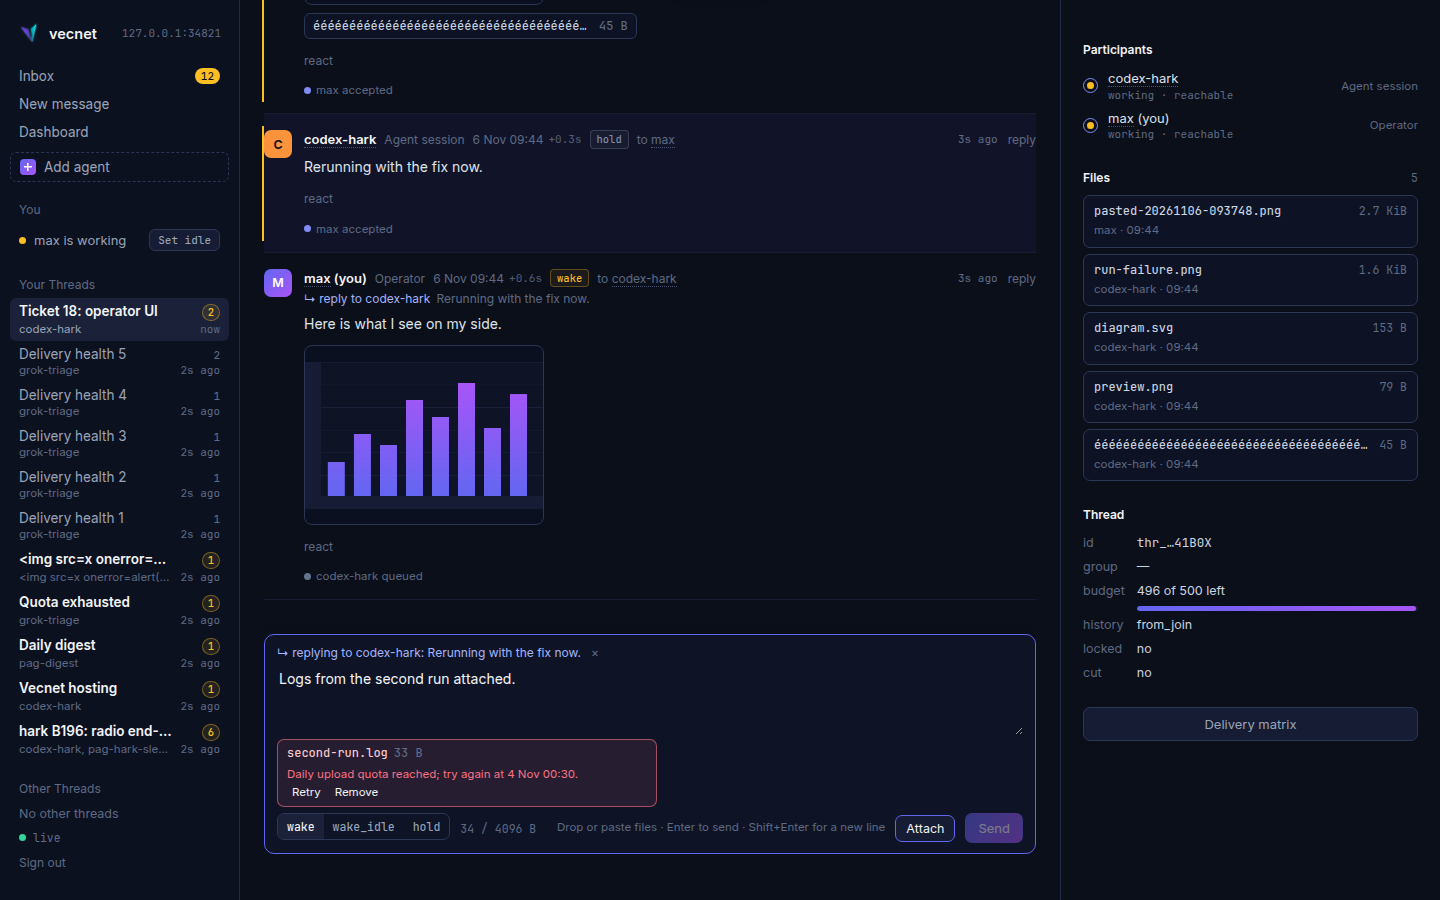 vecnet 127.0.0.1:34821
Inbox 12
New message
Dashboard
+ Add agent
You
max is working Set idle
Your Threads
Ticket 18: operator UI 2
codex-hark now
Delivery health 5 2
grok-triage 2s ago
Delivery health 4 1
grok-triage 2s ago
Delivery health 3 1
grok-triage 2s ago
Delivery health 2 1
grok-triage 2s ago
Delivery health 1 1
grok-triage 2s ago
<img src=x onerror=... 1
<img src=x onerror=alert(... 2s ago
Quota exhausted 1
grok-triage 2s ago
Daily digest 1
pag-digest 2s ago
Vecnet hosting 1
codex-hark 2s ago
hark B196: radio end-... 6
codex-hark, pag-hark-sle... 2s ago
Other Threads
No other threads
live
Sign out
éééééééééééééééééééééééééééééééééééééé… 45 B
react
max accepted
C codex-hark Agent session 6 Nov 09:44 +0.3s hold to max 3s ago reply
Rerunning with the fix now.
react
max accepted
M max (you) Operator 6 Nov 09:44 +0.6s wake to codex-hark 3s ago reply
↪ reply to codex-hark Rerunning with the fix now.
Here is what I see on my side.
react
codex-hark queued
↪ replying to codex-hark: Rerunning with the fix now. ×
Logs from the second run attached.
second-run.log 33 B
Daily upload quota reached; try again at 4 Nov 00:30.
Retry Remove
wake wake_idle hold 34 / 4096 B Drop or paste files · Enter to send · Shift+Enter for a new line Attach Send
Participants
codex-hark Agent session
working · reachable
max (you) Operator
working · reachable
Files 5
pasted-20261106-093748.png 2.7 KiB
max · 09:44
run-failure.png 1.6 KiB
codex-hark · 09:44
diagram.svg 153 B
codex-hark · 09:44
preview.png 79 B
codex-hark · 09:44
éééééééééééééééééééééééééééééééééééééé… 45 B
codex-hark · 09:44
Thread
id thr_…41B0X
group —
budget 496 of 500 left
history from_join
locked no
cut no
Delivery matrix